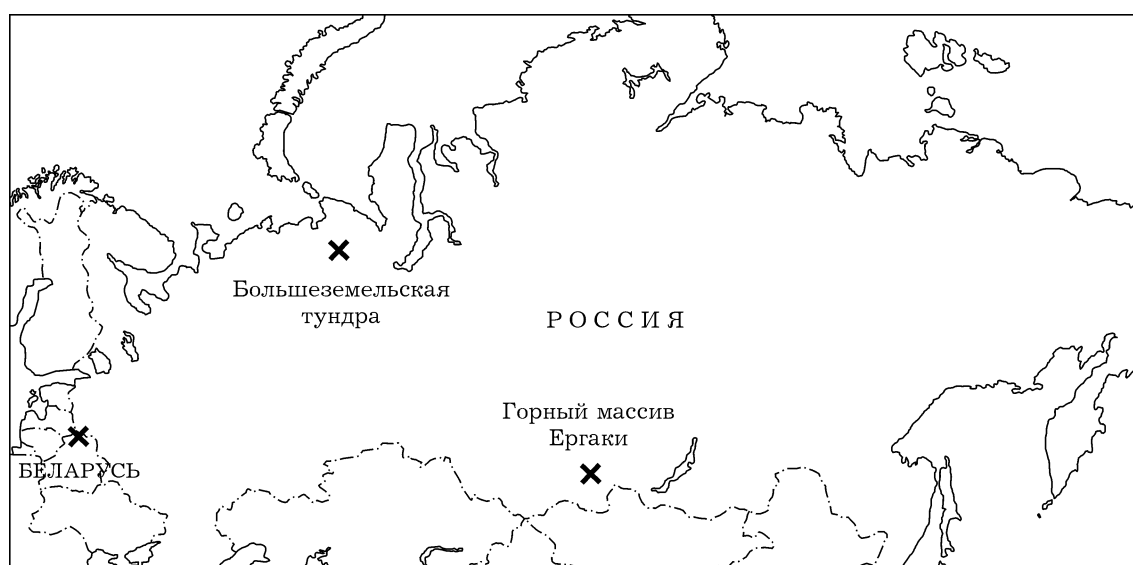 Большеземельская
тундра
РОССИЯ
Горный массив
Ергаки
БЕЛАРУСЬ